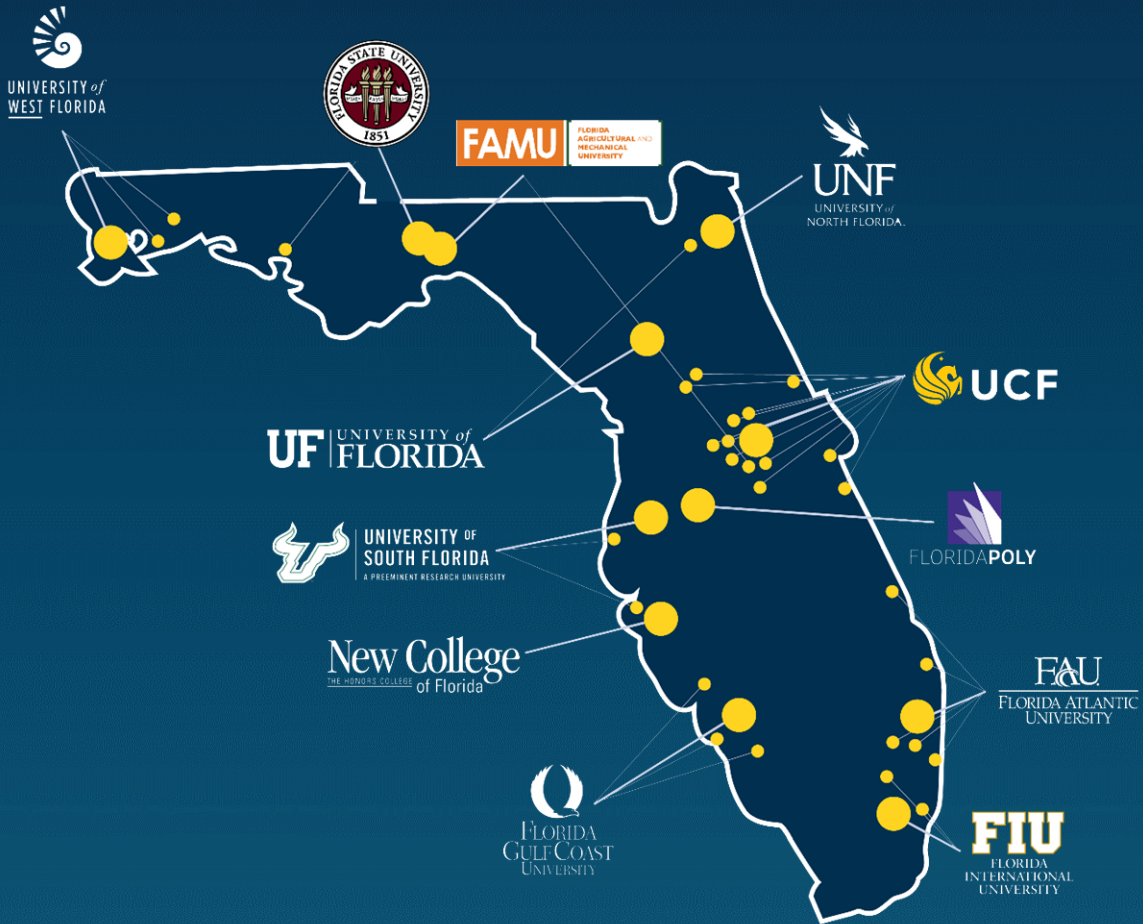 UNIVERSITY of
WEST FLORIDA
FLORIDA STATE UNIVERSITY
1851
FAMU
FLORIDA
AGRICULTURAL AND
MECHANICAL
UNIVERSITY
UNF
UNIVERSITY of
NORTH FLORIDA.
UCF
UF
UNIVERSITY of
FLORIDA
FLORIDAPOLY
UNIVERSITY OF
SOUTH FLORIDA
A PREEMINENT RESEARCH UNIVERSITY
New College
THE HONORS COLLEGE
of Florida
FAU
FLORIDA ATLANTIC
UNIVERSITY
FLORIDA
GULF COAST
UNIVERSITY
FIU
FLORIDA
INTERNATIONAL
UNIVERSITY